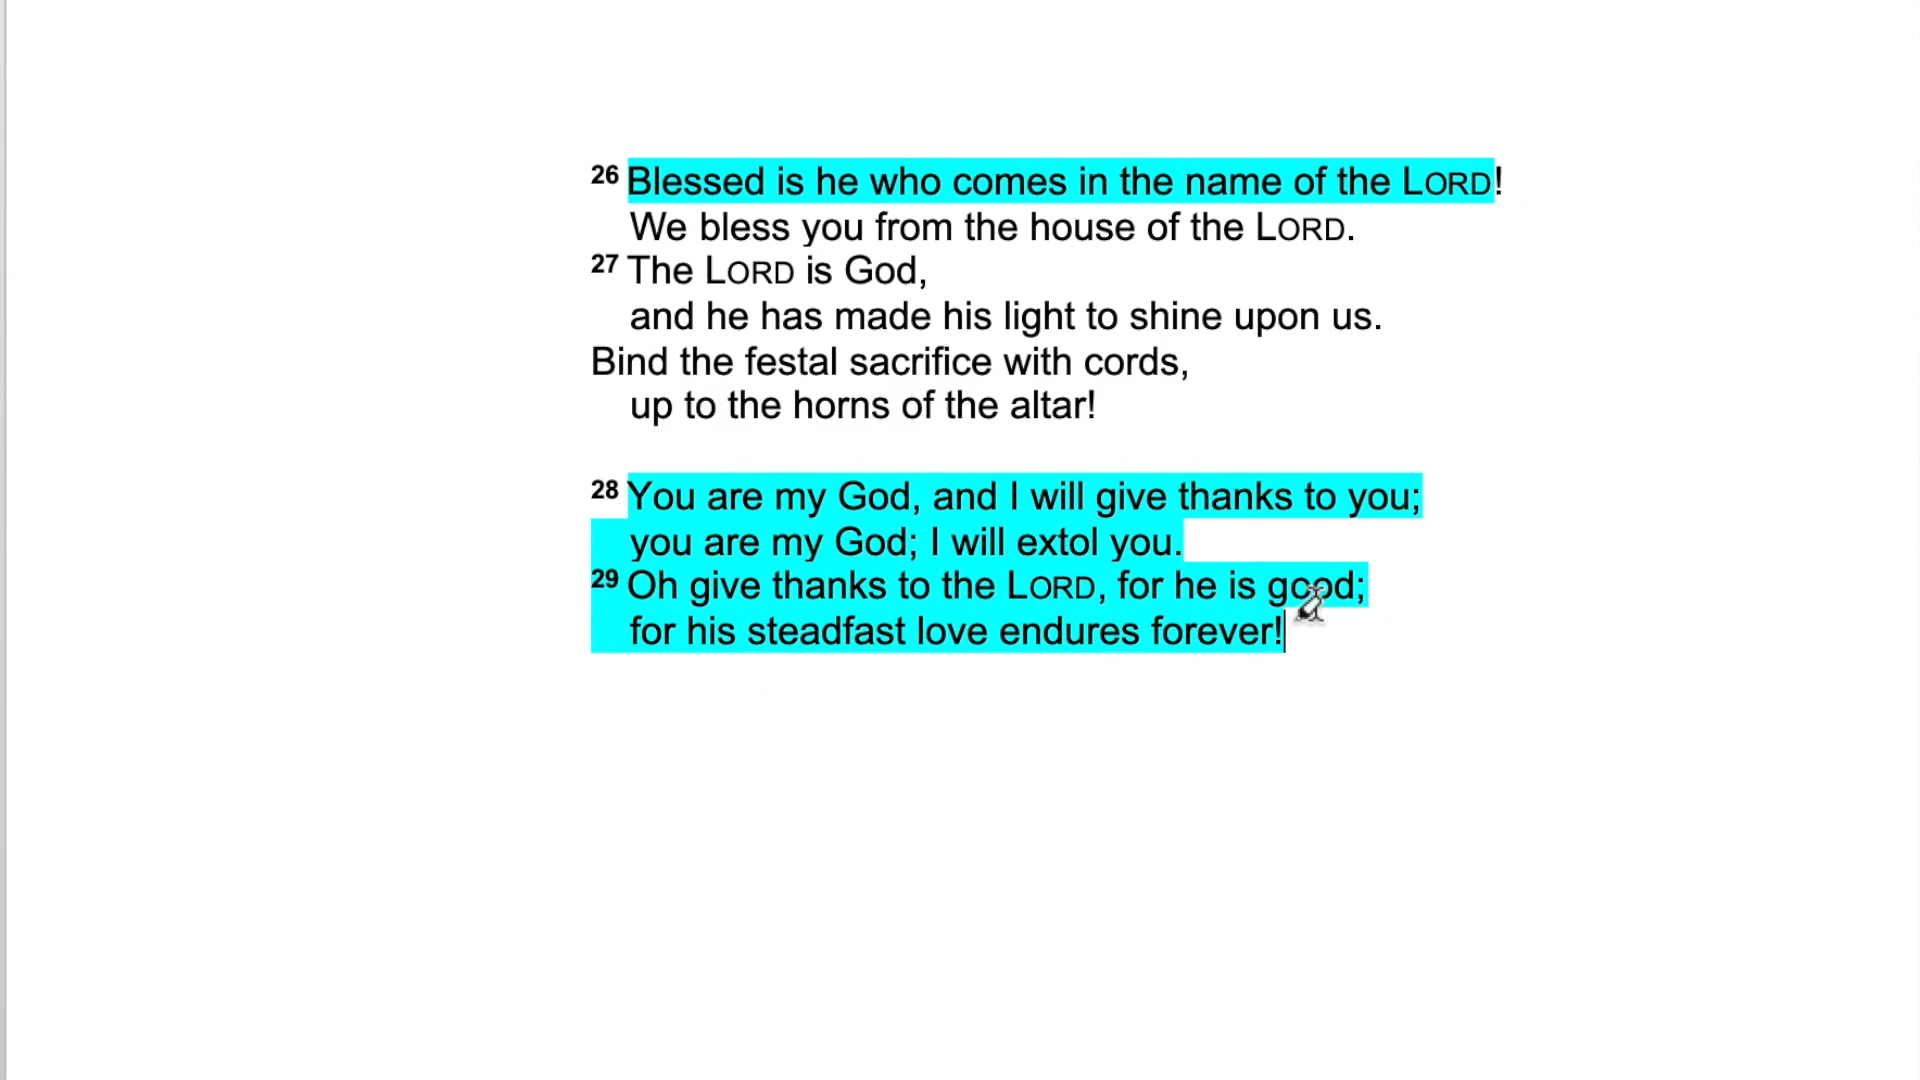 26 Blessed is he who comes in the name of the LORD!
We bless you from the house of the LORD.
27 The LORD is God,
and he has made his light to shine upon us.
Bind the festal sacrifice with cords,
up to the horns of the altar!
28 You are my God, and I will give thanks to you;
you are my God; I will extol you.
29 Oh give thanks to the LORD, for he is good;
for his steadfast love endures forever!